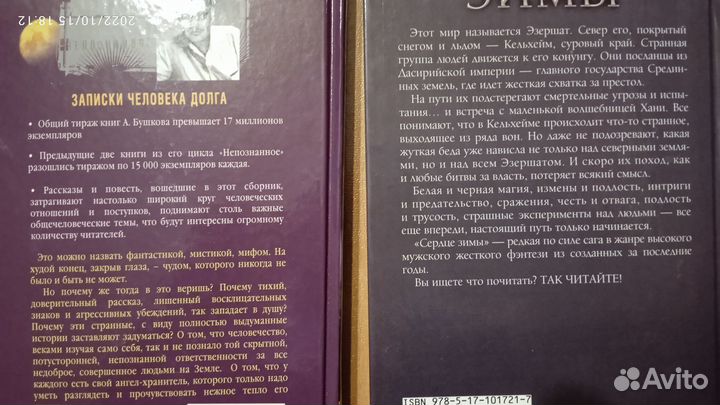 2022/10/15 18:12
ЗАПИСКИ ЧЕЛОВЕКА ДОЛГА
• Общий тираж книг А. Бушкова превышает 17 миллионов
экземпляров
• Предыдущие две книги из его цикла «Непознанное»
разошлись тиражом по 15 000 экземпляров каждая.
• Рассказы и повесть, вошедшие в этот сборник,
затрагивают настолько широкий круг человеческих
отношений и поступков, поднимают столь важные
общечеловеческие темы, что будут интересны огромному
количеству читателей.
Это можно назвать фантастикой, мистикой, мифом. На
худой конец, закрыв глаза, – чудом, которого никогда не
было и быть не может.
Но почему же тогда в это веришь? Почему тихий,
доверительный рассказ, лишенный восклицательных
знаков и агрессивных убеждений, так западает в душу?
Почему эти странные, с виду полностью выдуманные
истории заставляют задуматься? О том, что человечество,
веками изучая само себя, так и не познало той скрытной,
потусторонней, непознанной ответственности за все
недоброе, совершенное людьми на Земле. О том, что у
каждого есть свой ангел-хранитель, которого только надо
уметь разглядеть и прочувствовать нежное тепло его
ЗИМЫ
Этот мир называется Эзершат. Север его, покрытый
снегом и льдом — Кельхейм, суровый край. Странная
группа людей движется к его конунгу. Они посланцы из
Дасирийской империи — главного государства Средин-
ных земель, где идет жесткая схватка за престол.
На пути их подстерегают смертельные угрозы и испы-
тания... и встреча с маленькой волшебницей Хани. Все
понимают, что в Кельхейме происходит что-то странное,
выходящее из ряда вон. Но даже не подозревают, какая
жуткая беда уже нависла не только над северными земля-
ми, но и над всем Эзершатом. И скоро их поход, как
и любые битвы за власть, потеряет всякий смысл.
Белая и черная магия, измены и подлость, интриги
и предательство, сражения, честь и отвага, подлость
и трусость, страшные эксперименты над людьми — все
еще впереди, настоящий путь только начинается.
«Сердце зимы» — редкая по силе сага в жанре высокого
мужского жесткого фэнтези из созданных за последние
годы.
Вы ищете что почитать? ТАК ЧИТАЙТЕ!
ISBN 978-5-17-101721-7
Avito